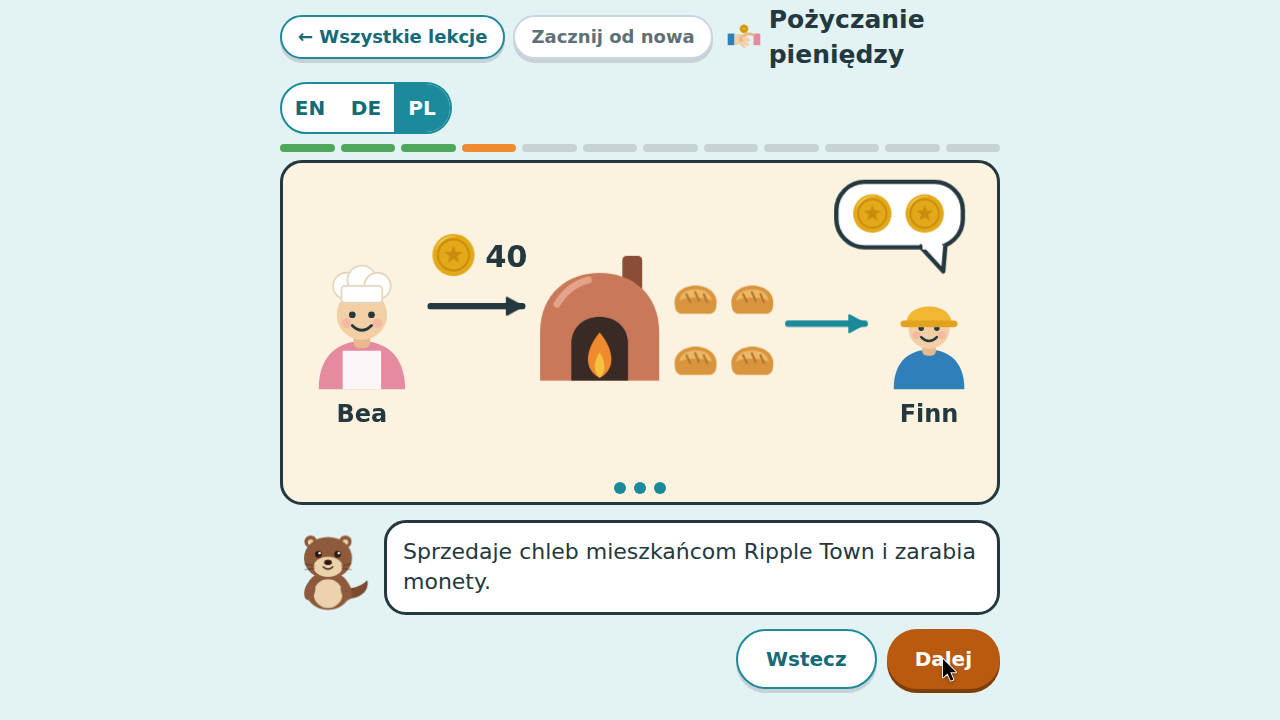 ← Wszystkie lekcje
Zacznij od nowa
Pożyczanie
pieniędzy
EN DE PL
40
Bea
Finn
Sprzedaje chleb mieszkańcom Ripple Town i zarabia
monety.
Wstecz
Dalej